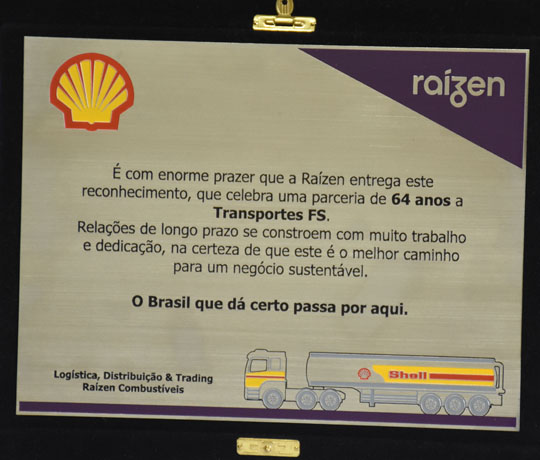 raízen
É com enorme prazer que a Raízen entrega este
reconhecimento, que celebra uma parceria de 64 anos a
Transportes FS.
Relações de longo prazo se constroem com muito trabalho
e dedicação, na certeza de que este é o melhor caminho
para um negócio sustentável.
O Brasil que dá certo passa por aqui.
Logística, Distribuição & Trading
Raízen Combustíveis
Shell